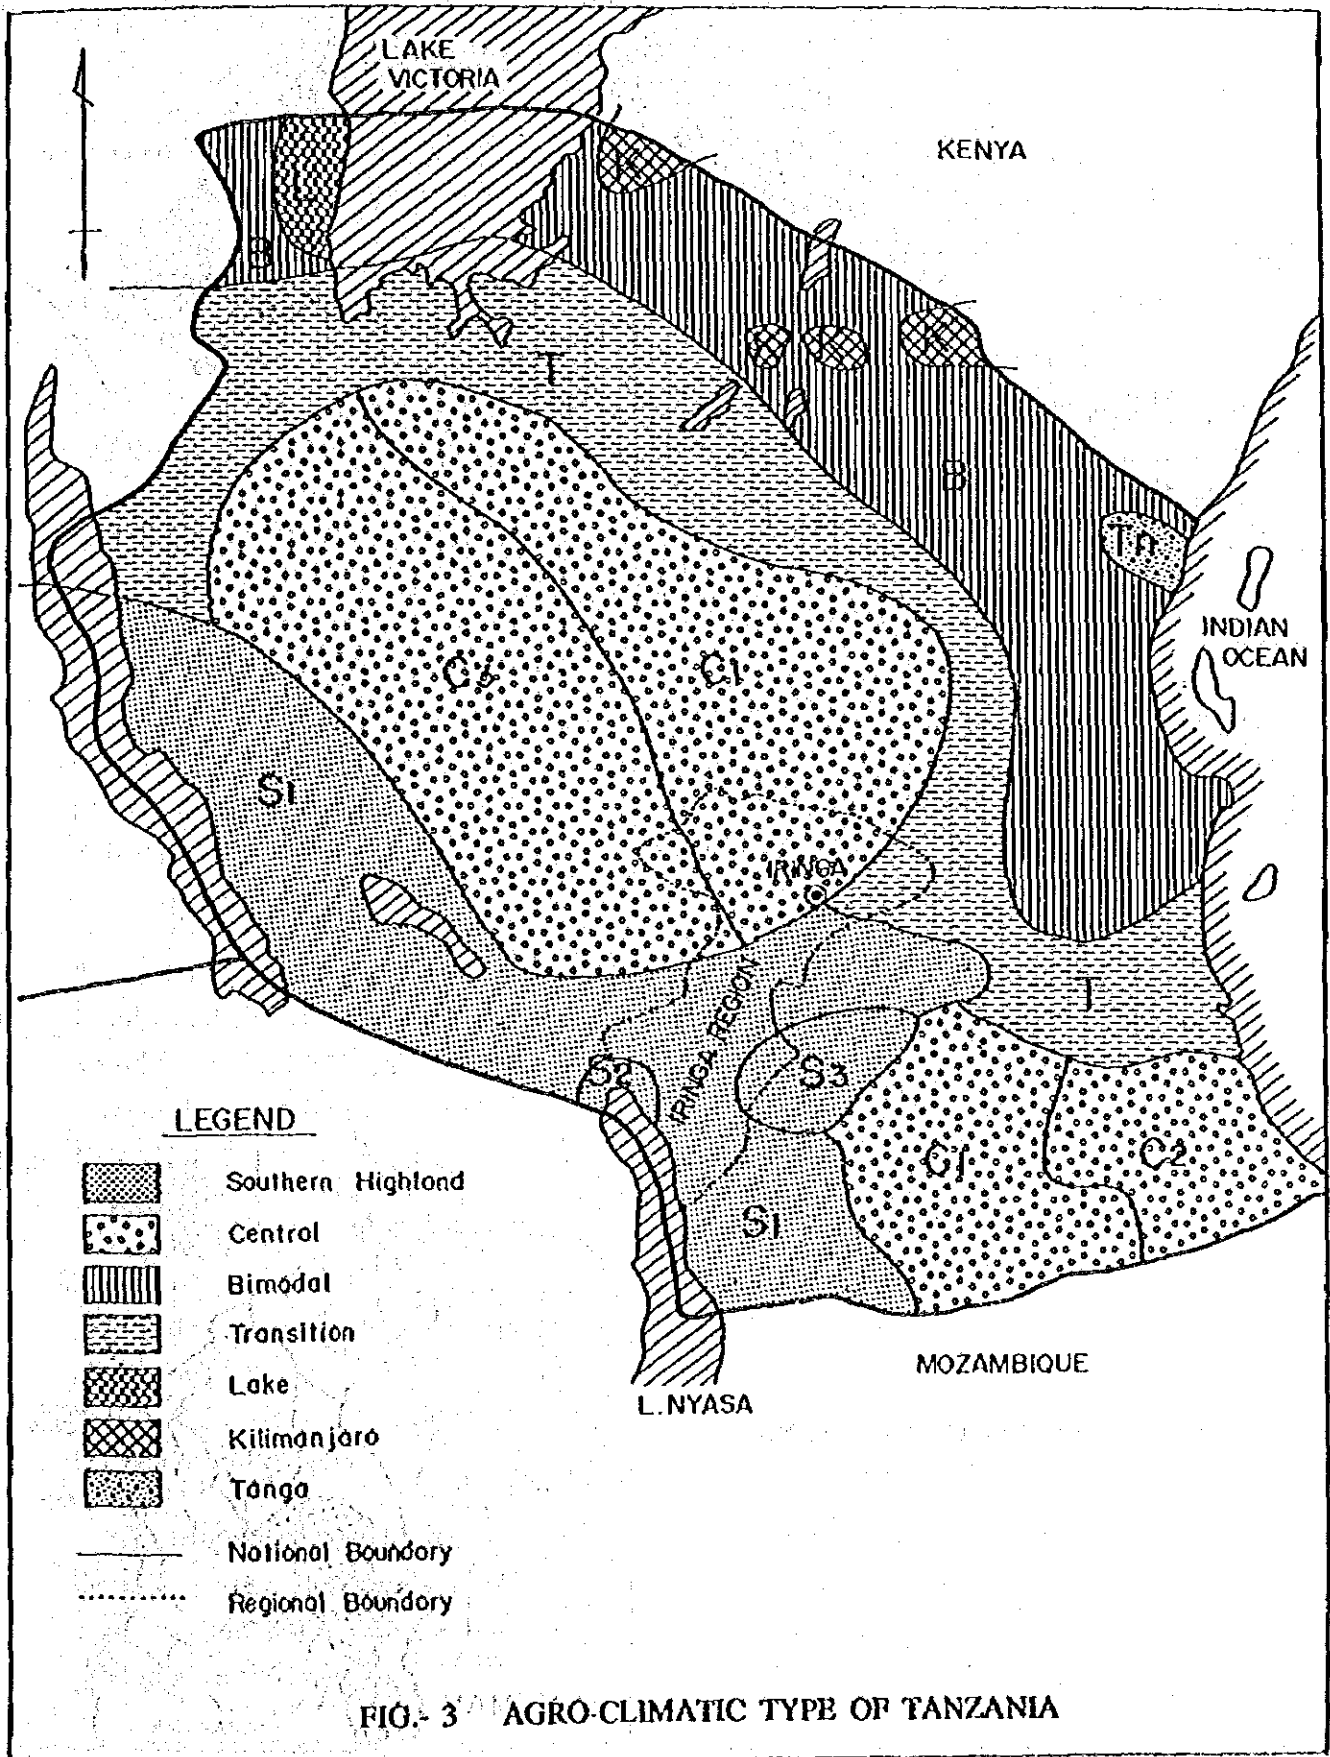 LAKE
VICTORIA
KENYA
L
K
B
K
K
K
T
B
Tn
INDIAN
OCEAN
C1
S1
IRINGA
IRINGA REGION
T
S2
S3
C1
C2
S1
LEGEND
Southern Highland
Central
Bimodal
Transition
Lake
Kilimanjaro
Tanga
National Boundary
Regional Boundary
MOZAMBIQUE
L.NYASA
FIG.- 3 AGRO-CLIMATIC TYPE OF TANZANIA